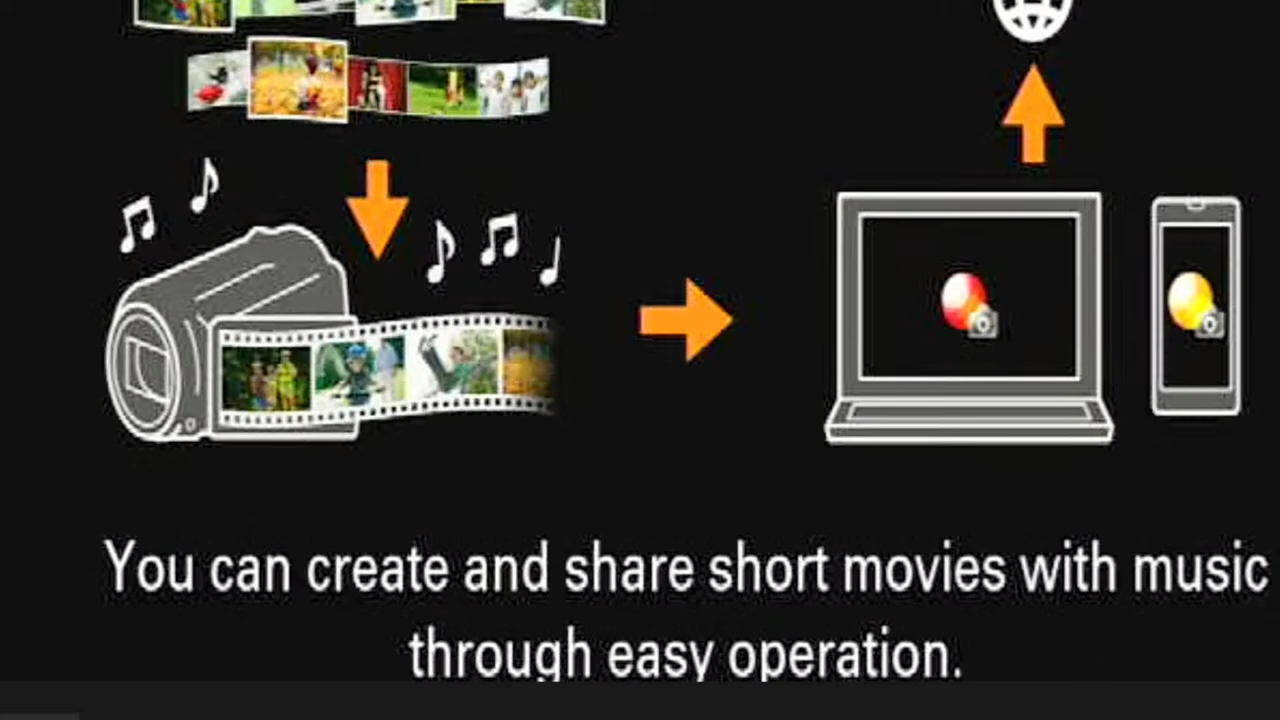 You can create and share short movies with music
through easy operation.